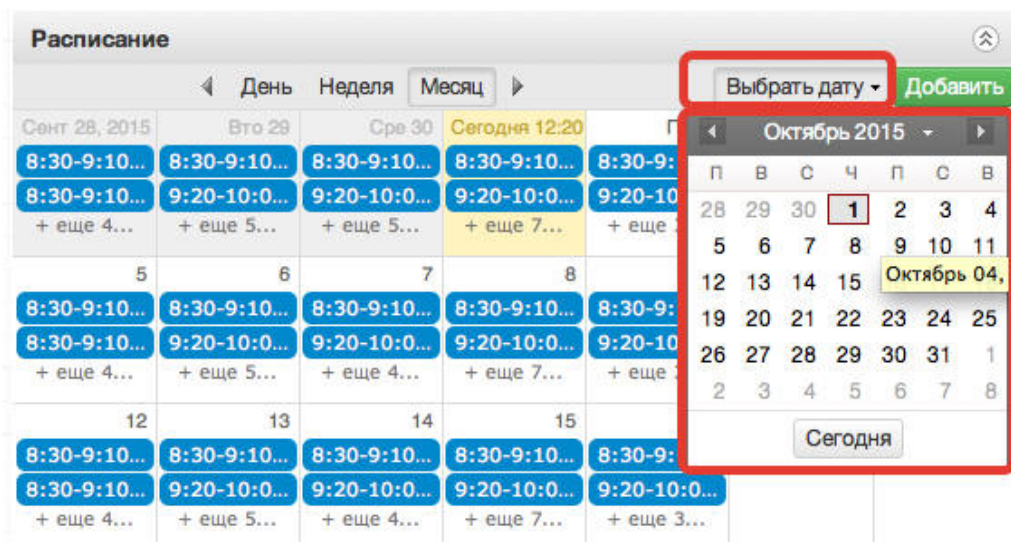 Расписание
День Неделя Месяц Выбрать дату Добавить
Сент 28, 2015 Вто 29 Сре 30 Сегодня 12:20 П
Октябрь 2015
8:30-9:10... 8:30-9:10... 8:30-9:10... 8:30-9:10... 8:30-9:
П В С Ч П С В
8:30-9:10... 9:20-10:0... 9:20-10:0... 9:20-10:0... 9:20-10
28 29 30 1 2 3 4
+ еще 4... + еще 5... + еще 5... + еще 7... + еще
5 6 7 8 9 10 11
5 6 7 8
12 13 14 15 Октябрь 04,
8:30-9:10... 8:30-9:10... 8:30-9:10... 8:30-9:10... 8:30-9:
19 20 21 22 23 24 25
8:30-9:10... 9:20-10:0... 9:20-10:0... 9:20-10:0... 9:20-10
26 27 28 29 30 31 1
+ еще 4... + еще 5... + еще 4... + еще 7... + еще
2 3 4 5 6 7 8
12 13 14 15
Сегодня
8:30-9:10... 8:30-9:10... 8:30-9:10... 8:30-9:10... 8:30-9:
8:30-9:10... 9:20-10:0... 9:20-10:0... 9:20-10:0... 9:20-10:0...
+ еще 4... + еще 5... + еще 4... + еще 7... + еще 3...